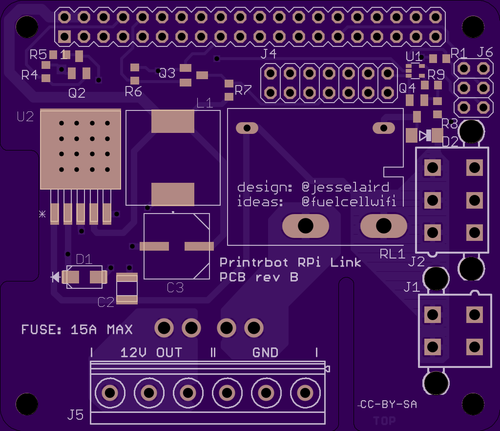 R5 1
R4
Q2
R6
Q3
R7
J4
U1
R1
J6
R9
Q4
R3
D2
U2
L1
design: @jesselaird
ideas: @fuelcellwifi
RL1
J2
Printrbot RPi Link
PCB rev B
*
D1
C2
C3
J1
FUSE: 15A MAX
| 12V OUT || GND |
J5
CC-BY-SA
TOP